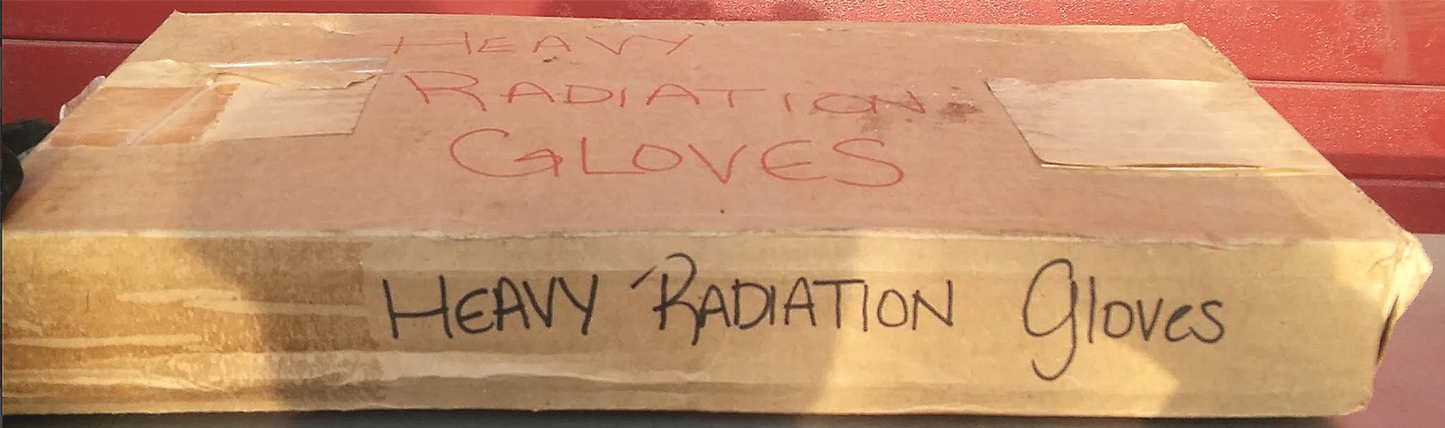 HEAVY
RADIATION
GLOVES
HEAVY RADIATION Gloves